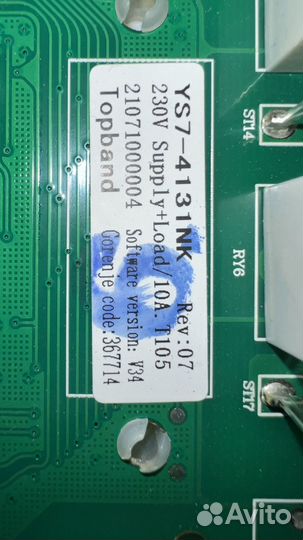 YS7-4131NK Rev:07
230V Supply+Load/10A.T105
21071000004 Software version: V34
Topband Gorenje code:367714
ST14
RY6
ST17
Avito